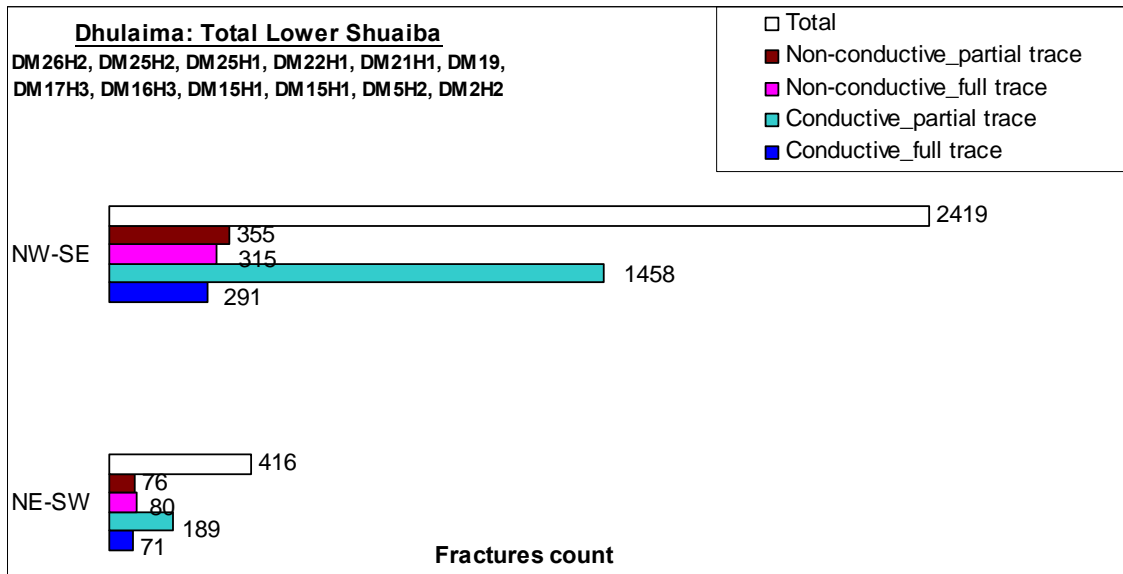 Dhulaima: Total Lower Shuaiba
DM26H2, DM25H2, DM25H1, DM22H1, DM21H1, DM19,
DM17H3, DM16H3, DM15H1, DM15H1, DM5H2, DM2H2
Total
Non-conductive_partial trace
Non-conductive_full trace
Conductive_partial trace
Conductive_full trace
NW-SE
2419
355
315
1458
291
NE-SW
416
76
80
189
71
Fractures count